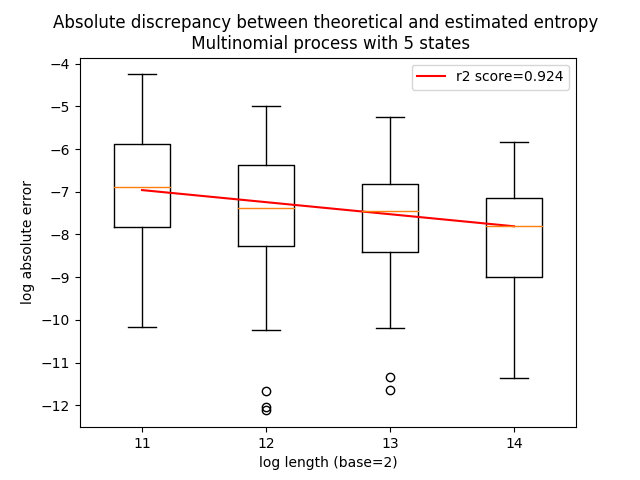 Absolute discrepancy between theoretical and estimated entropy
Multinomial process with 5 states
r2 score=0.924
−4
−5
−6
−7
−8
−9
−10
−11
−12
log absolute error
11 12 13 14
log length (base=2)